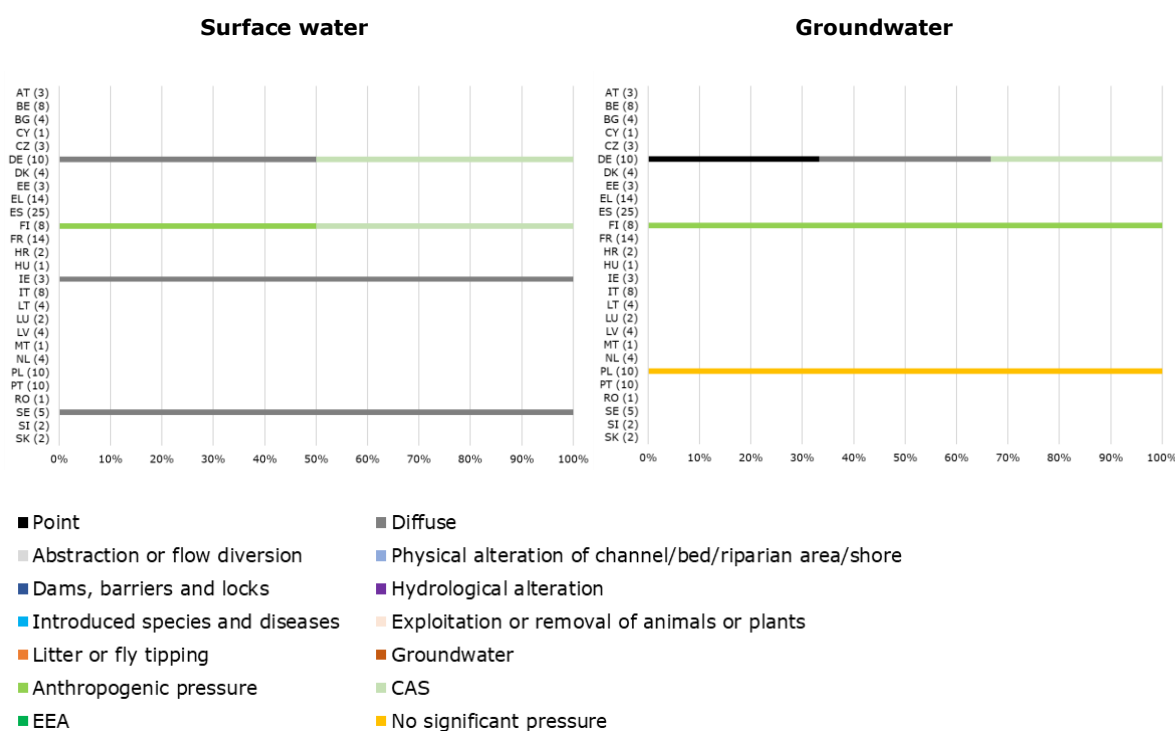 Surface water
Groundwater
AT (3)
BE (8)
BG (4)
CY (1)
CZ (3)
DE (10)
DK (4)
EE (3)
EL (14)
ES (25)
FI (8)
FR (14)
HR (2)
HU (1)
IE (3)
IT (8)
LT (4)
LU (2)
LV (4)
MT (1)
NL (4)
PL (10)
PT (10)
RO (1)
SE (5)
SI (2)
SK (2)
0% 10% 20% 30% 40% 50% 60% 70% 80% 90% 100%
AT (3)
BE (8)
BG (4)
CY (1)
CZ (3)
DE (10)
DK (4)
EE (3)
EL (14)
ES (25)
FI (8)
FR (14)
HR (2)
HU (1)
IE (3)
IT (8)
LT (4)
LU (2)
LV (4)
MT (1)
NL (4)
PL (10)
PT (10)
RO (1)
SE (5)
SI (2)
SK (2)
0% 10% 20% 30% 40% 50% 60% 70% 80% 90% 100%
Point
Diffuse
Abstraction or flow diversion
Physical alteration of channel/bed/riparian area/shore
Dams, barriers and locks
Hydrological alteration
Introduced species and diseases
Exploitation or removal of animals or plants
Litter or fly tipping
Groundwater
Anthropogenic pressure
CAS
EEA
No significant pressure